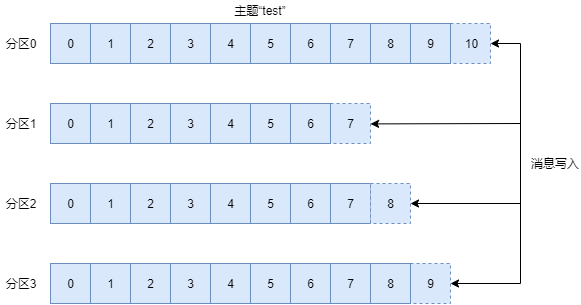 主题“test”
分区0 0 1 2 3 4 5 6 7 8 9 10
分区1 0 1 2 3 4 5 6 7
消息写入
分区2 0 1 2 3 4 5 6 7 8
分区3 0 1 2 3 4 5 6 7 8 9